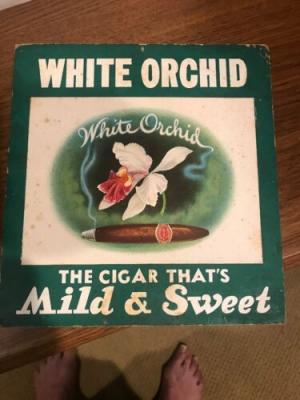 WHITE ORCHID
White Orchid
THE CIGAR THAT'S
Mild & Sweet